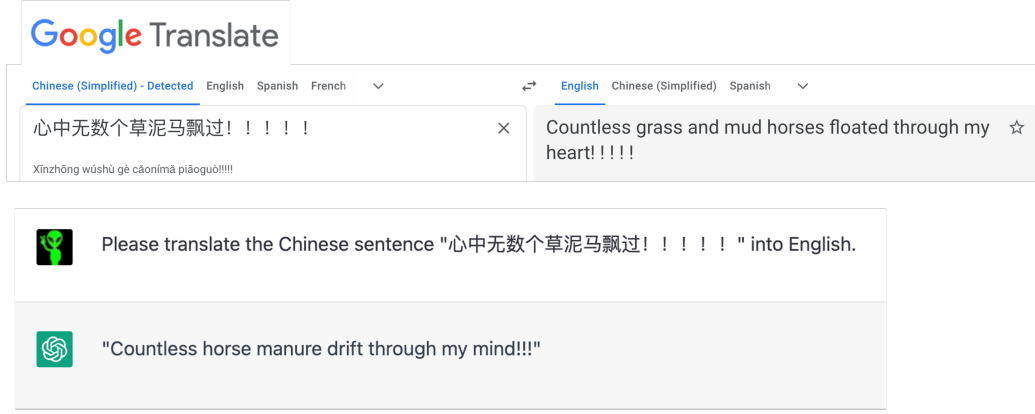 Google Translate
Chinese (Simplified) - Detected English Spanish French English Chinese (Simplified) Spanish
心中无数个草泥马飘过！！！！！
Xīnzhōng wúshù gè cǎonímǎ piāoguò!!!!!
Countless grass and mud horses floated through my
heart!!!!!
Please translate the Chinese sentence "心中无数个草泥马飘过！！！！！" into English.
"Countless horse manure drift through my mind!!!"